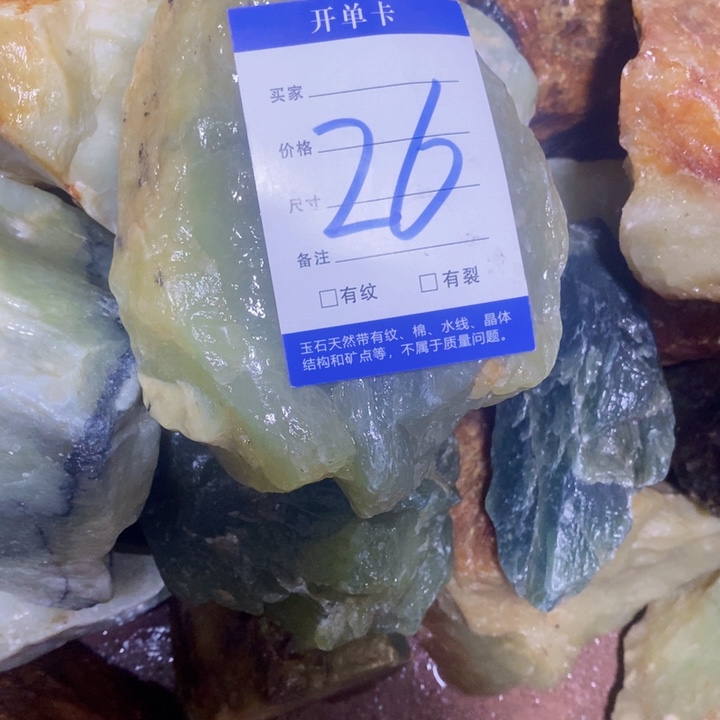 开单卡
买家
价格
尺寸
26
备注
□有纹 □有裂
玉石天然带有纹、棉、水线、晶体
结构和矿点等，不属于质量问题。